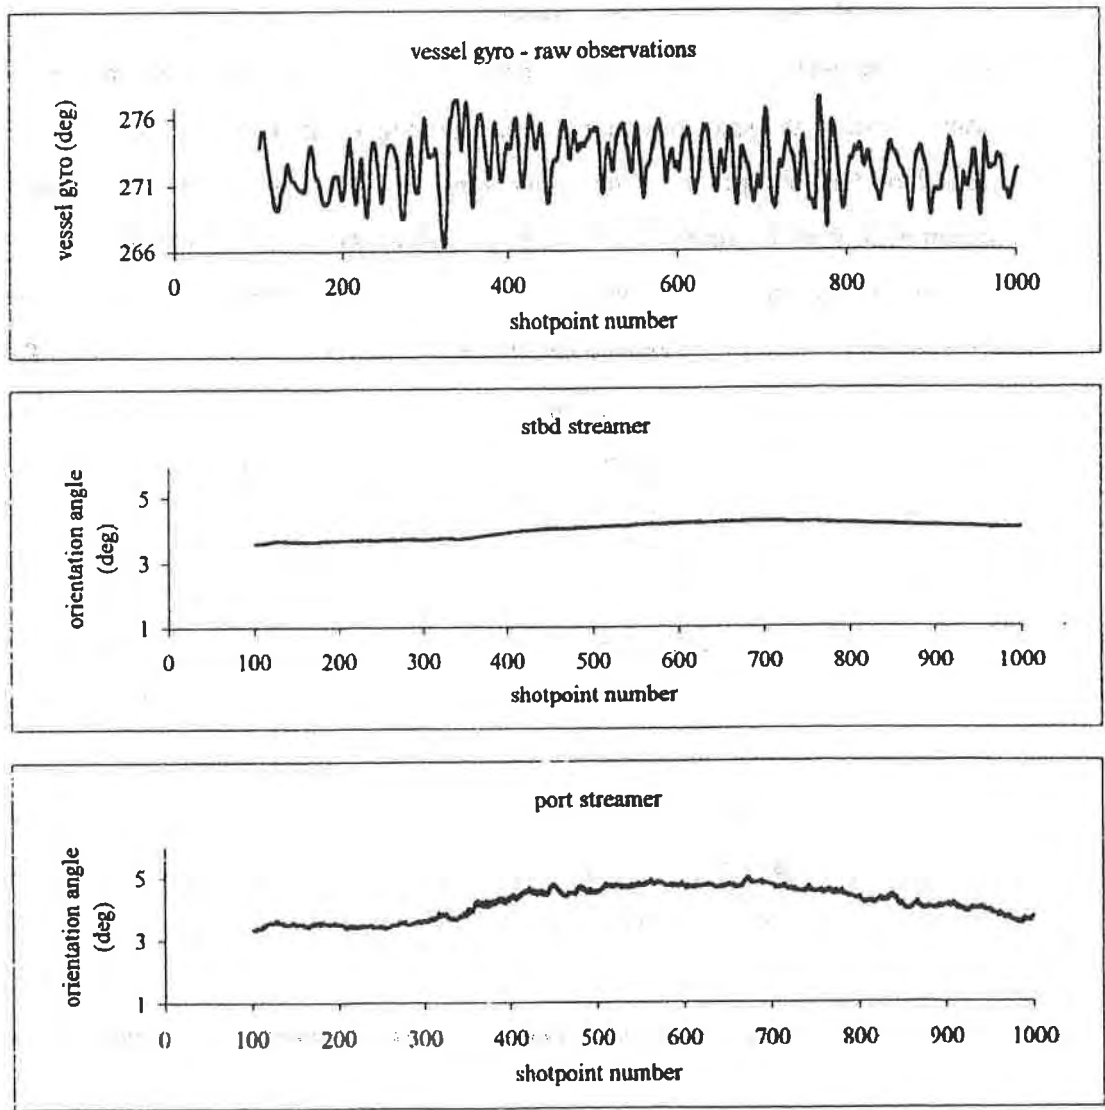 vessel gyro - raw observations
vessel gyro (deg)
276
271
266
0 200 400 600 800 1000
shotpoint number
stbd streamer
orientation angle
(deg)
5
3
1
0 100 200 300 400 500 600 700 800 900 1000
shotpoint number
port streamer
orientation angle
(deg)
5
3
1
0 100 200 300 400 500 600 700 800 900 1000
shotpoint number